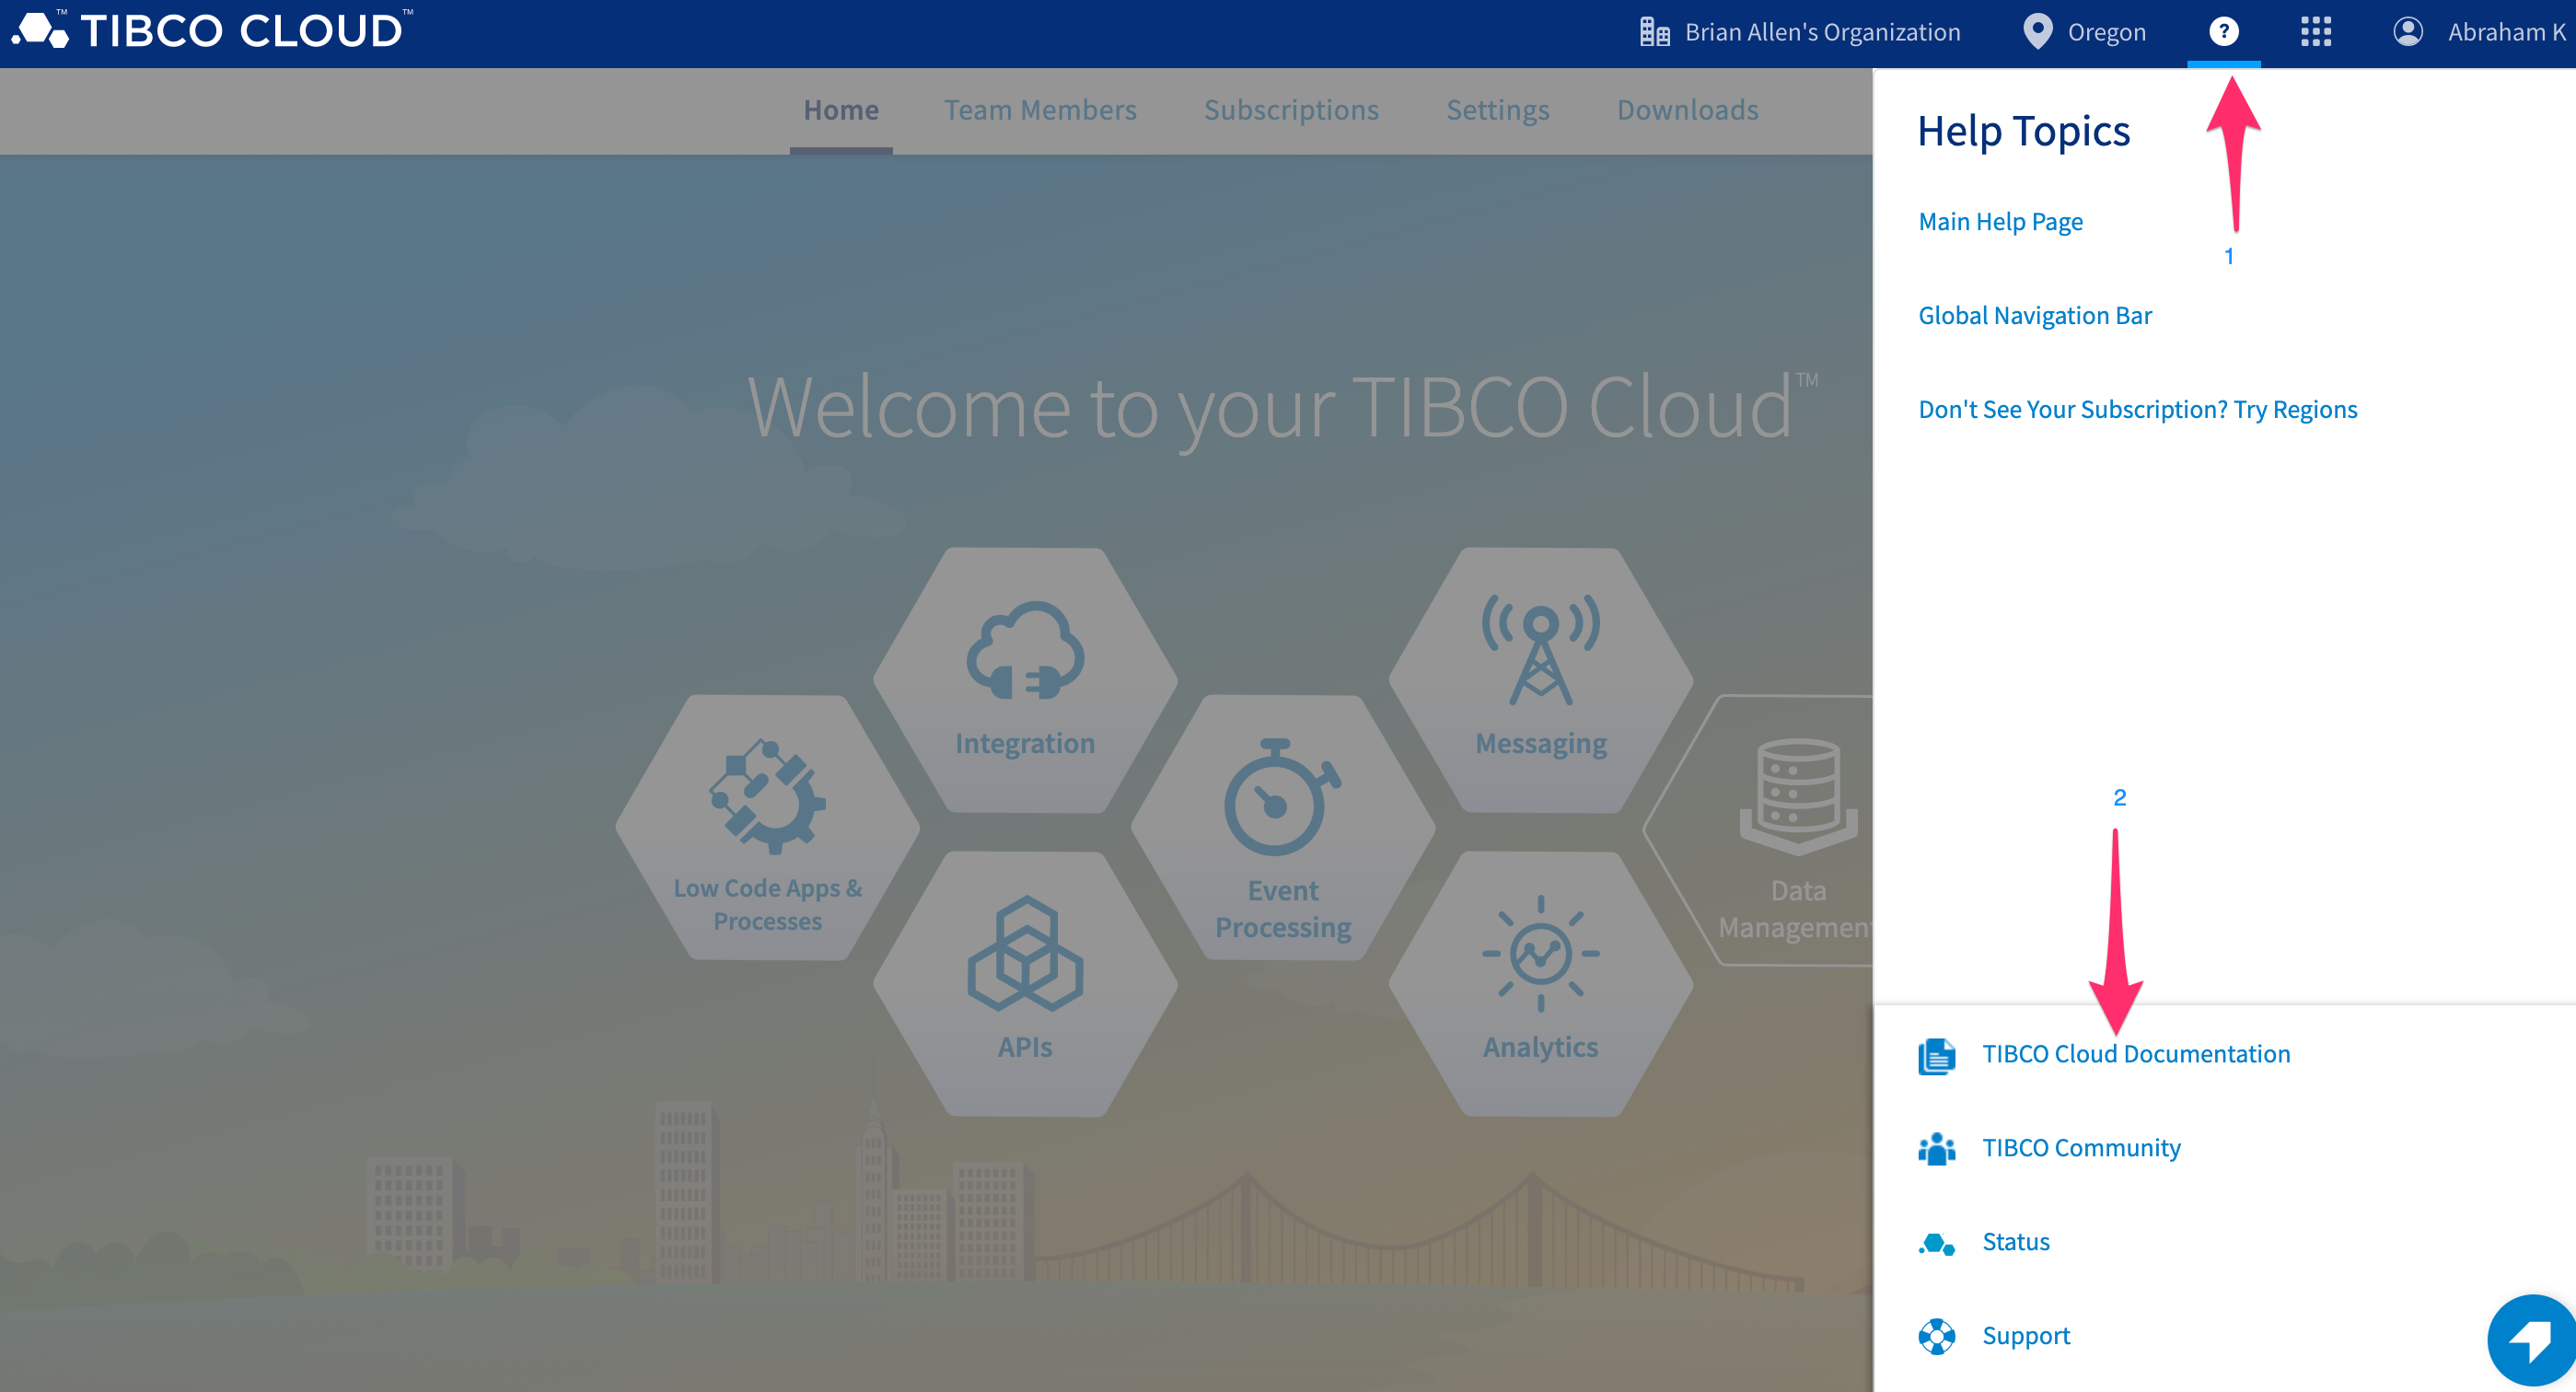 TIBCO CLOUD™
Brian Allen's Organization
Oregon
?
Abraham K
Home
Team Members
Subscriptions
Settings
Downloads
Welcome to your TIBCO Cloud™
Integration
Messaging
Low Code Apps &
Processes
Event
Processing
Data
Managemen
APIs
Analytics
Help Topics
Main Help Page
1
Global Navigation Bar
Don't See Your Subscription? Try Regions
2
TIBCO Cloud Documentation
TIBCO Community
Status
Support